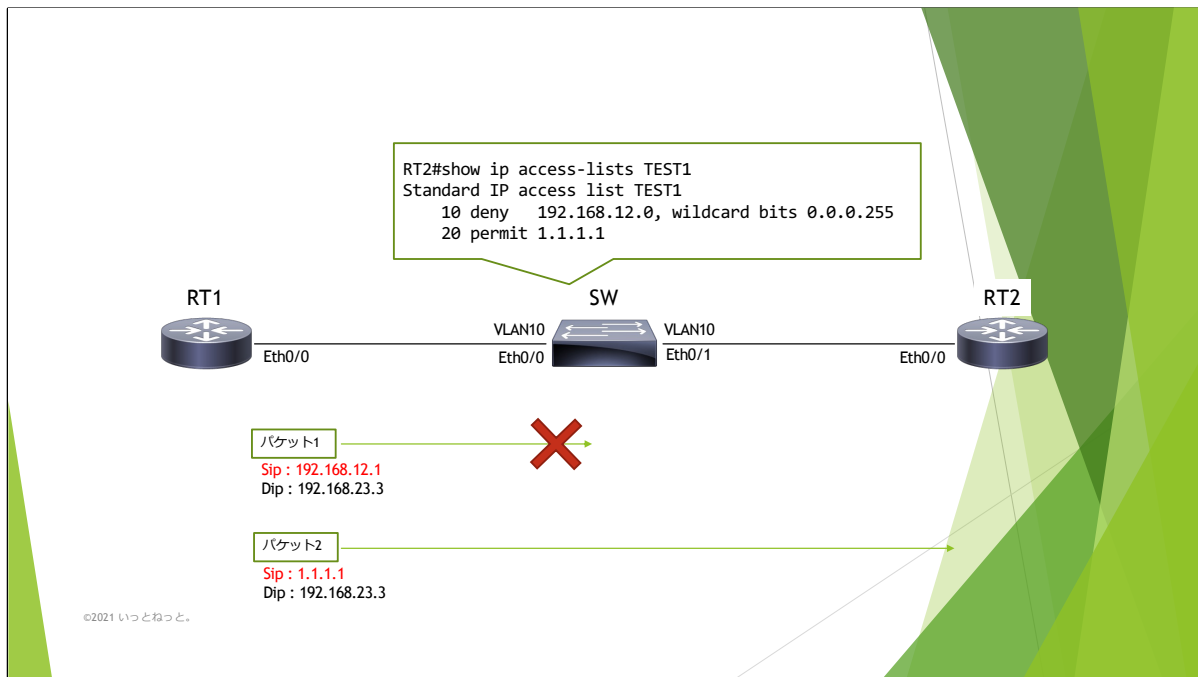 RT2#show ip access-lists TEST1
Standard IP access list TEST1
    10 deny   192.168.12.0, wildcard bits 0.0.0.255
    20 permit 1.1.1.1
RT1
SW
RT2
VLAN10
VLAN10
Eth0/0
Eth0/0
Eth0/1
Eth0/0
パケット1
Sip : 192.168.12.1
Dip : 192.168.23.3
パケット2
Sip : 1.1.1.1
Dip : 192.168.23.3
©2021 いっとねっと。